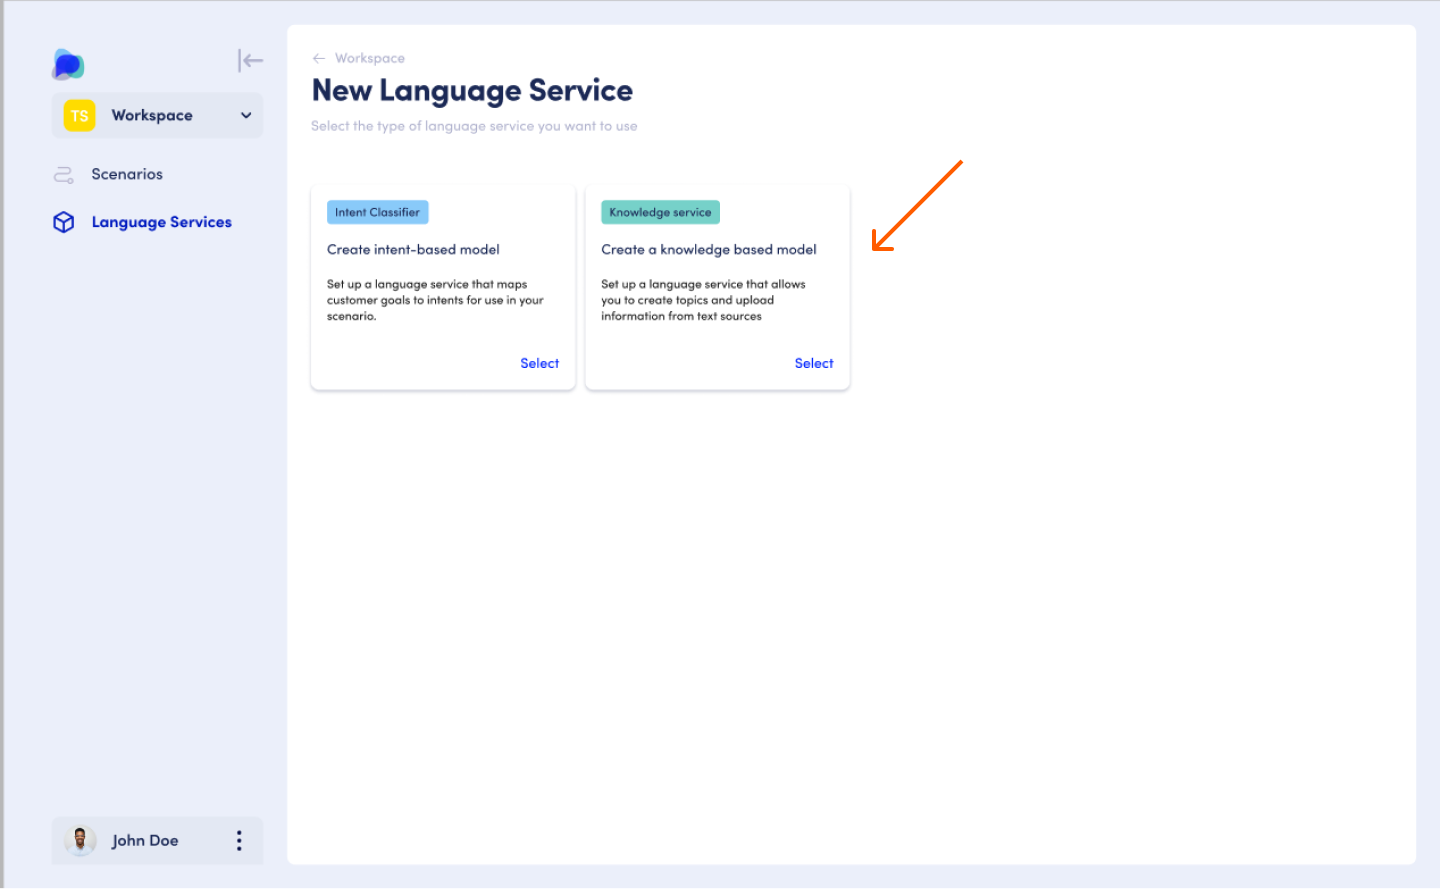 Workspace
New Language Service
Select the type of language service you want to use
TS Workspace
Scenarios
Language Services
Intent Classifier
Create intent-based model
Set up a language service that maps
customer goals to intents for use in your
scenario.
Select
Knowledge service
Create a knowledge based model
Set up a language service that allows
you to create topics and upload
information from text sources
Select
John Doe